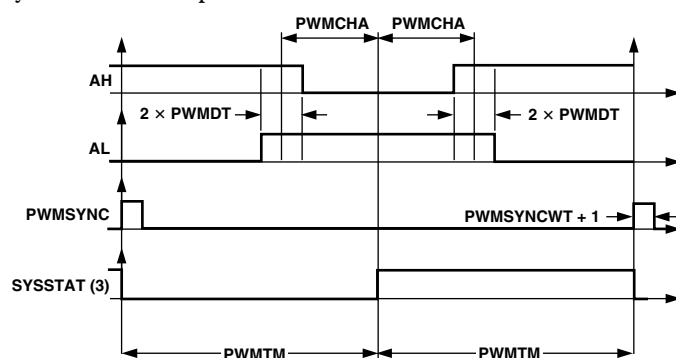 PWMCHA PWMCHA
AH
2 × PWMDT 2 × PWMDT
AL
PWMSYNC PWMSYNCWT + 1
SYSSTAT (3)
PWMTM PWMTM